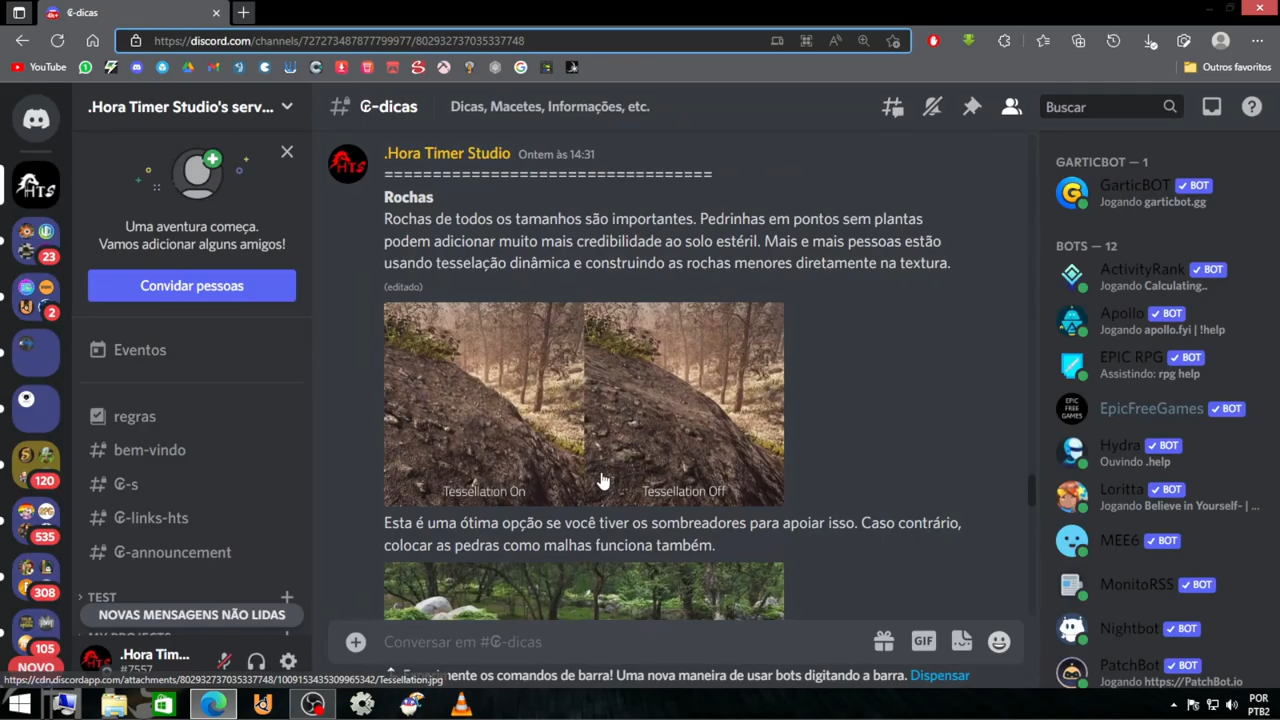 ₢-dicas
https://discord.com/channels/727273487877799977/802932737035337748
YouTube
Outros favoritos
.Hora Timer Studio's serv...
Uma aventura começa.
Vamos adicionar alguns amigos!
Convidar pessoas
Eventos
regras
bem-vindo
₢-s
₢-links-hts
₢-announcement
TEST
NOVAS MENSAGENS NÃO LIDAS
.Hora Tim...
#7557
HTS
23
2
120
535
308
105
NOVO
₢-dicas
Dicas, Macetes, Informações, etc.
Buscar
HTS
.Hora Timer Studio Ontem às 14:31
==================================
Rochas
Rochas de todos os tamanhos são importantes. Pedrinhas em pontos sem plantas
podem adicionar muito mais credibilidade ao solo estéril. Mais e mais pessoas estão
usando tesselação dinâmica e construindo as rochas menores diretamente na textura.
(editado)
Tessellation On
Tessellation Off
Esta é uma ótima opção se você tiver os sombreadores para apoiar isso. Caso contrário,
colocar as pedras como malhas funciona também.
Conversar em #₢-dicas
GIF
Experimente os comandos de barra! Uma nova maneira de usar bots digitando a barra. Dispensar
GARTICBOT — 1
GarticBOT BOT
Jogando garticbot.gg
BOTS — 12
ActivityRank BOT
Jogando Calculating..
Apollo BOT
Jogando apollo.fyi | !help
EPIC RPG BOT
Assistindo: rpg help
EPIC
FREE
GAMES
EpicFreeGames BOT
Hydra BOT
Ouvindo .help
Loritta BOT
Jogando Believe in Yourself- | ...
MEE6 BOT
MonitoRSS BOT
Nightbot BOT
PatchBot BOT
Jogando https://PatchBot.io
https://cdn.discordapp.com/attachments/802932737035337748/1009153435309965342/Tessellation.jpg
POR
PTB2